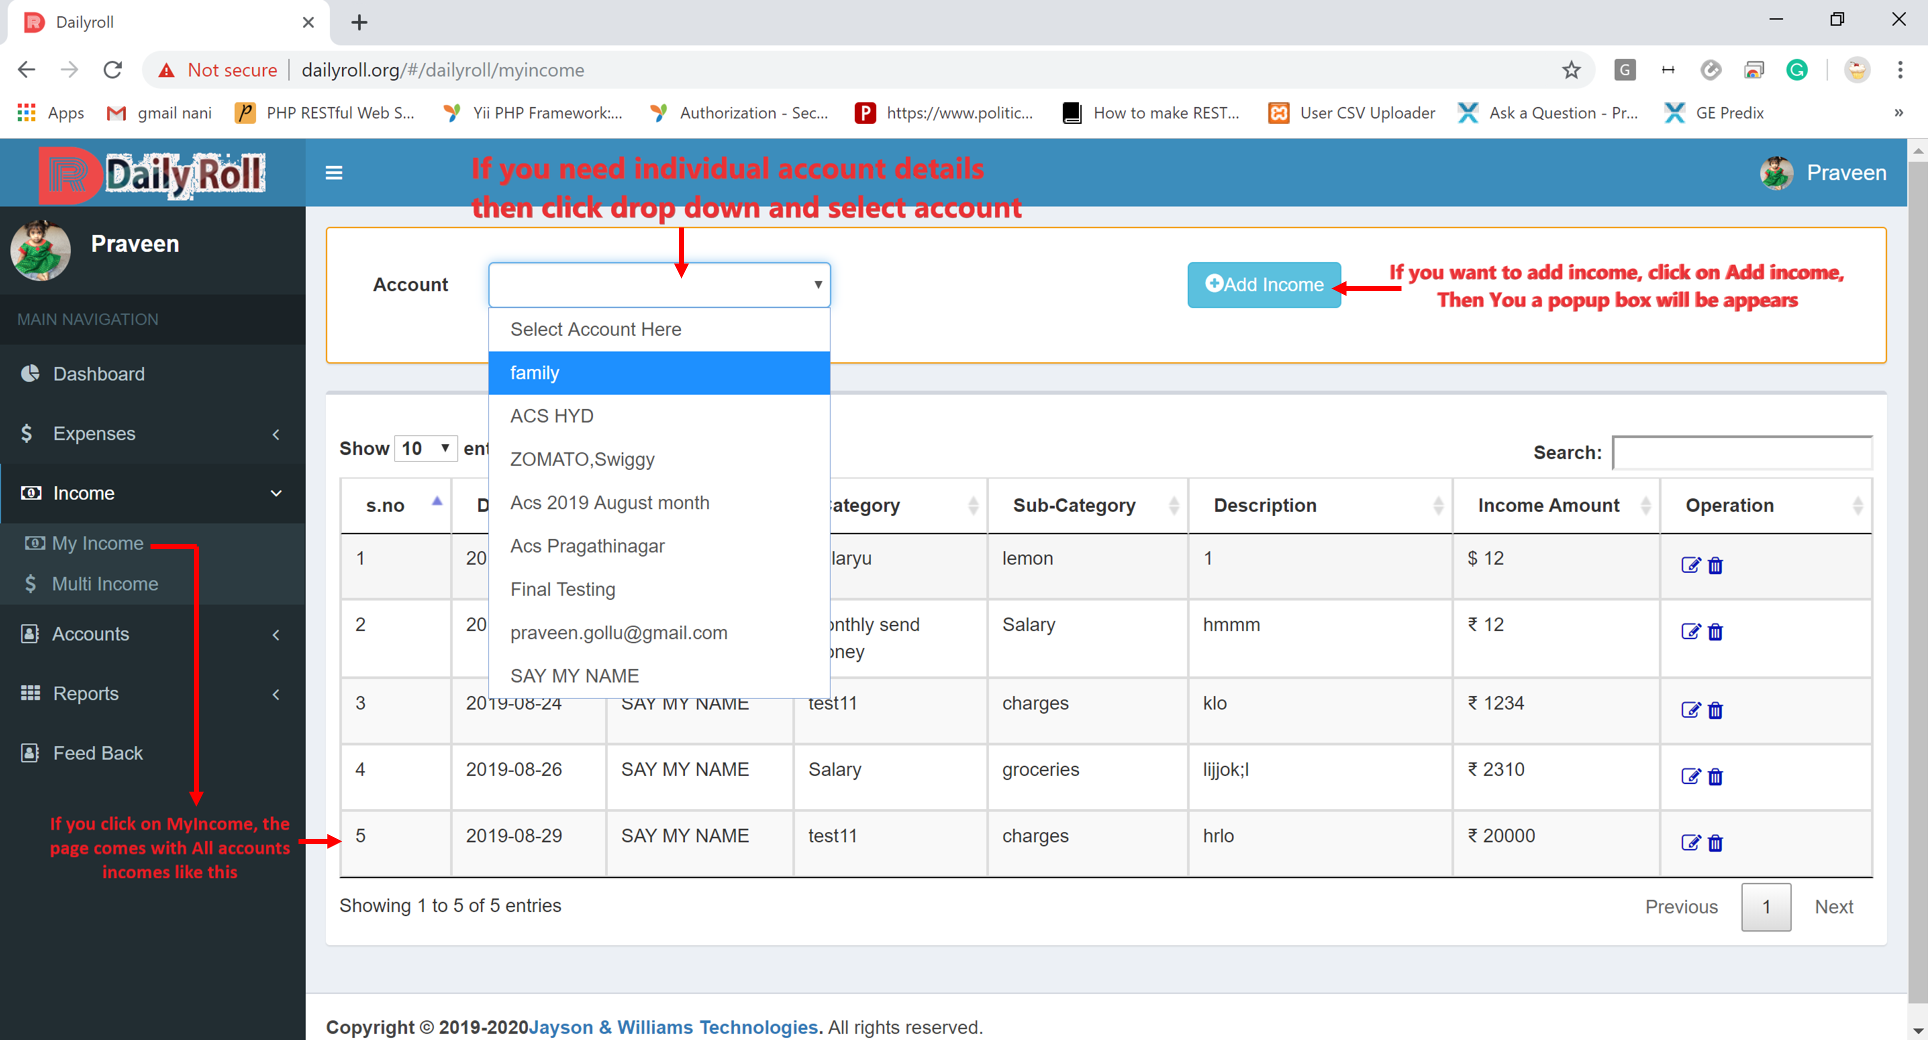 Dailyroll
Not secure
dailyroll.org/#/dailyroll/myincome
Apps
gmail nani
PHP RESTful Web S...
Yii PHP Framework:...
Authorization - Sec...
https://www.politic...
How to make REST...
User CSV Uploader
Ask a Question - Pr...
GE Predix
»
Daily Roll
If you need individual account details
then click drop down and select account
Praveen
Praveen
MAIN NAVIGATION
Dashboard
Expenses
Income
My Income
Multi Income
Accounts
Reports
Feed Back
If you click on MyIncome, the
page comes with All accounts
incomes like this
Account
Select Account Here
family
ACS HYD
ZOMATO,Swiggy
Acs 2019 August month
Acs Pragathinagar
Final Testing
praveen.gollu@gmail.com
SAY MY NAME
Add Income
If you want to add income, click on Add income,
Then You a popup box will be appears
Show 10 ent
Search:
s.no D ategory Sub-Category Description Income Amount Operation
1 20 laryu lemon 1 $ 12
2 20 onthly send Salary hmmm ₹ 12
oney
3 2019-08-24 SAY MY NAME test11 charges klo ₹ 1234
4 2019-08-26 SAY MY NAME Salary groceries lijjok;l ₹ 2310
5 2019-08-29 SAY MY NAME test11 charges hrlo ₹ 20000
Showing 1 to 5 of 5 entries
Previous 1 Next
Copyright © 2019-2020Jayson & Williams Technologies. All rights reserved.